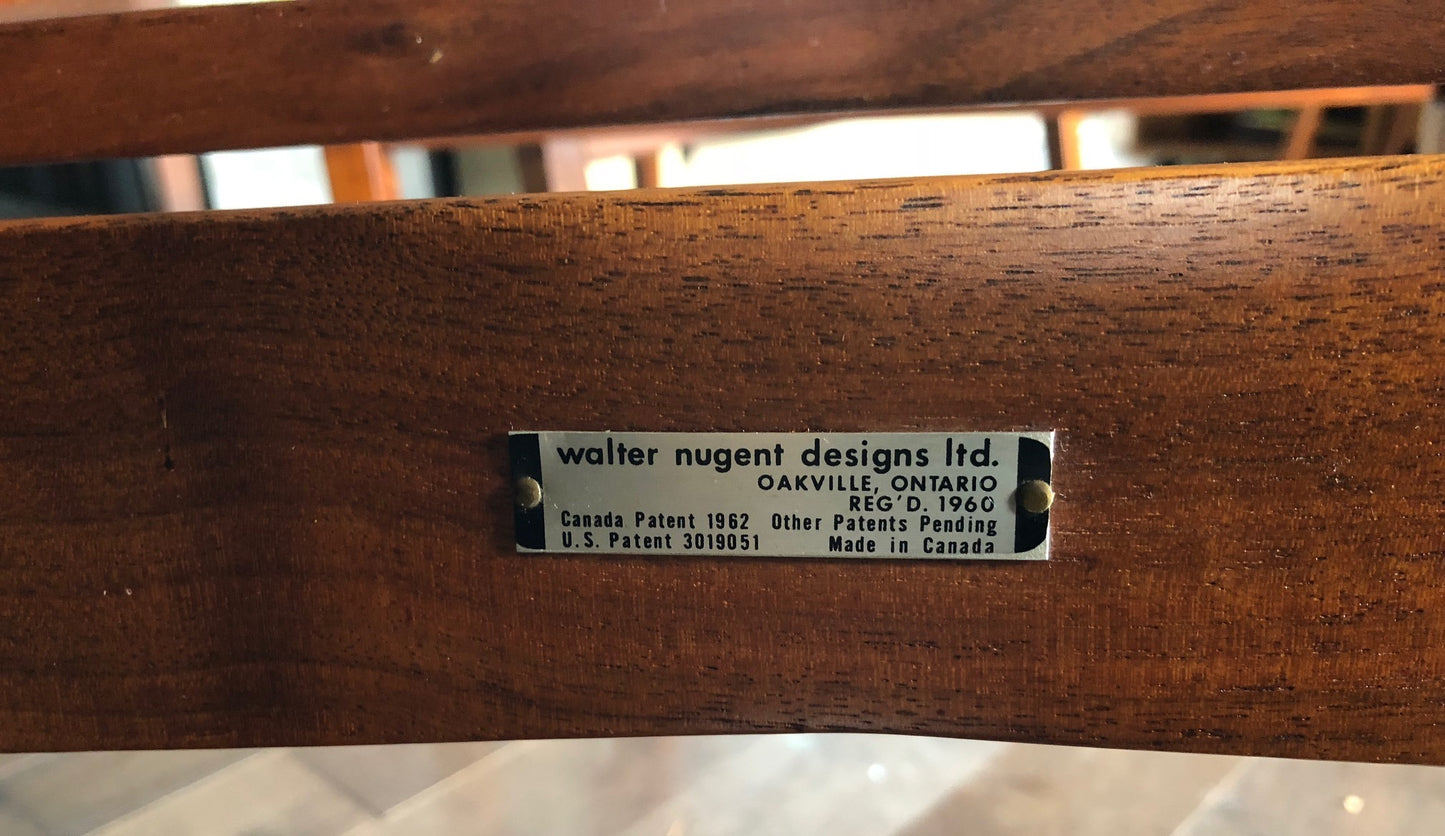 walter nugent designs ltd.
OAKVILLE, ONTARIO
REG'D. 1960
Canada Patent 1962 Other Patents Pending
U.S. Patent 3019051 Made in Canada